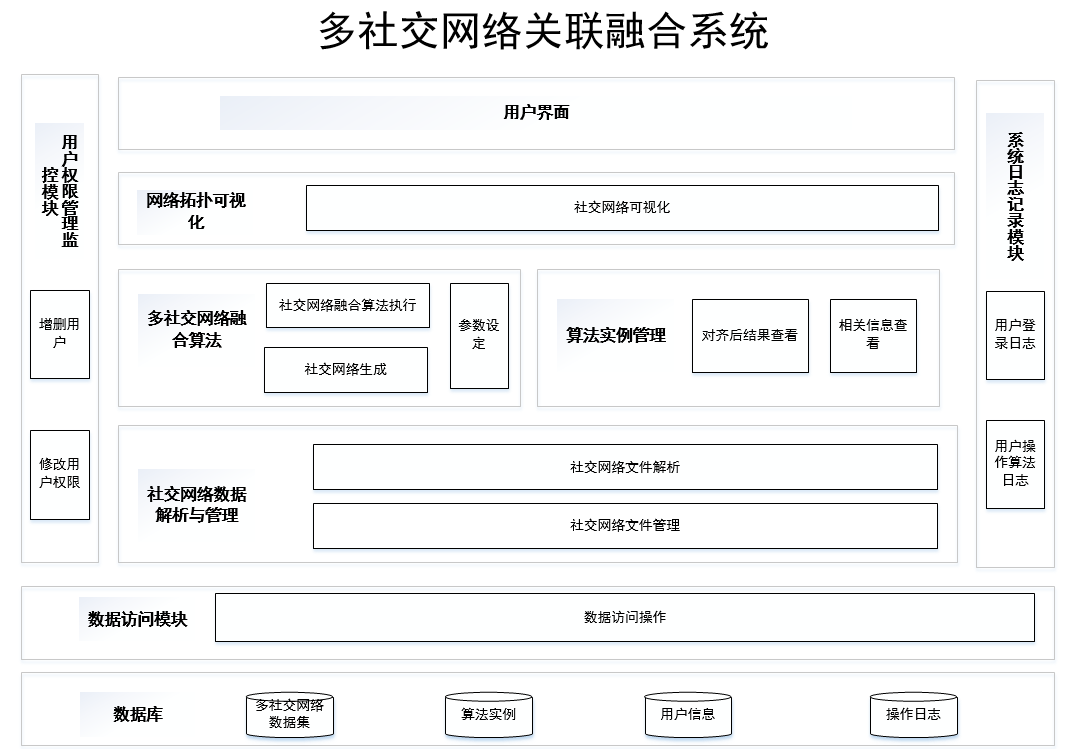 多社交网络关联融合系统
用户权限管理监
控模块
增删用
户
修改用
户权限
用户界面
网络拓扑可视
化
社交网络可视化
多社交网络融
合算法
社交网络融合算法执行
社交网络生成
参数设
定
算法实例管理
对齐后结果查看
相关信息查
看
社交网络数据
解析与管理
社交网络文件解析
社交网络文件管理
系统日志记录模块
用户登
录日志
用户操
作算法
日志
数据访问模块
数据访问操作
数据库
多社交网络
数据集
算法实例
用户信息
操作日志